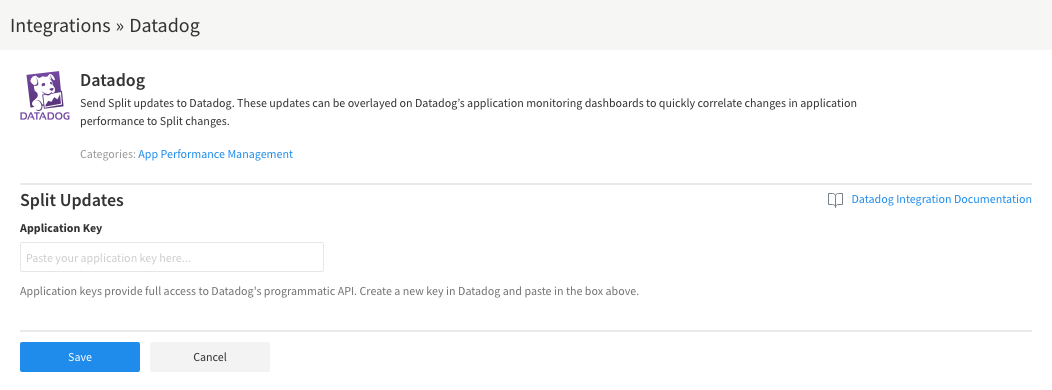 Integrations » Datadog
Datadog
Send Split updates to Datadog. These updates can be overlayed on Datadog's application monitoring dashboards to quickly correlate changes in application
performance to Split changes.
DATADOG
Categories: App Performance Management
Split Updates
Datadog Integration Documentation
Application Key
Paste your application key here...
Application keys provide full access to Datadog's programmatic API. Create a new key in Datadog and paste in the box above.
Save
Cancel